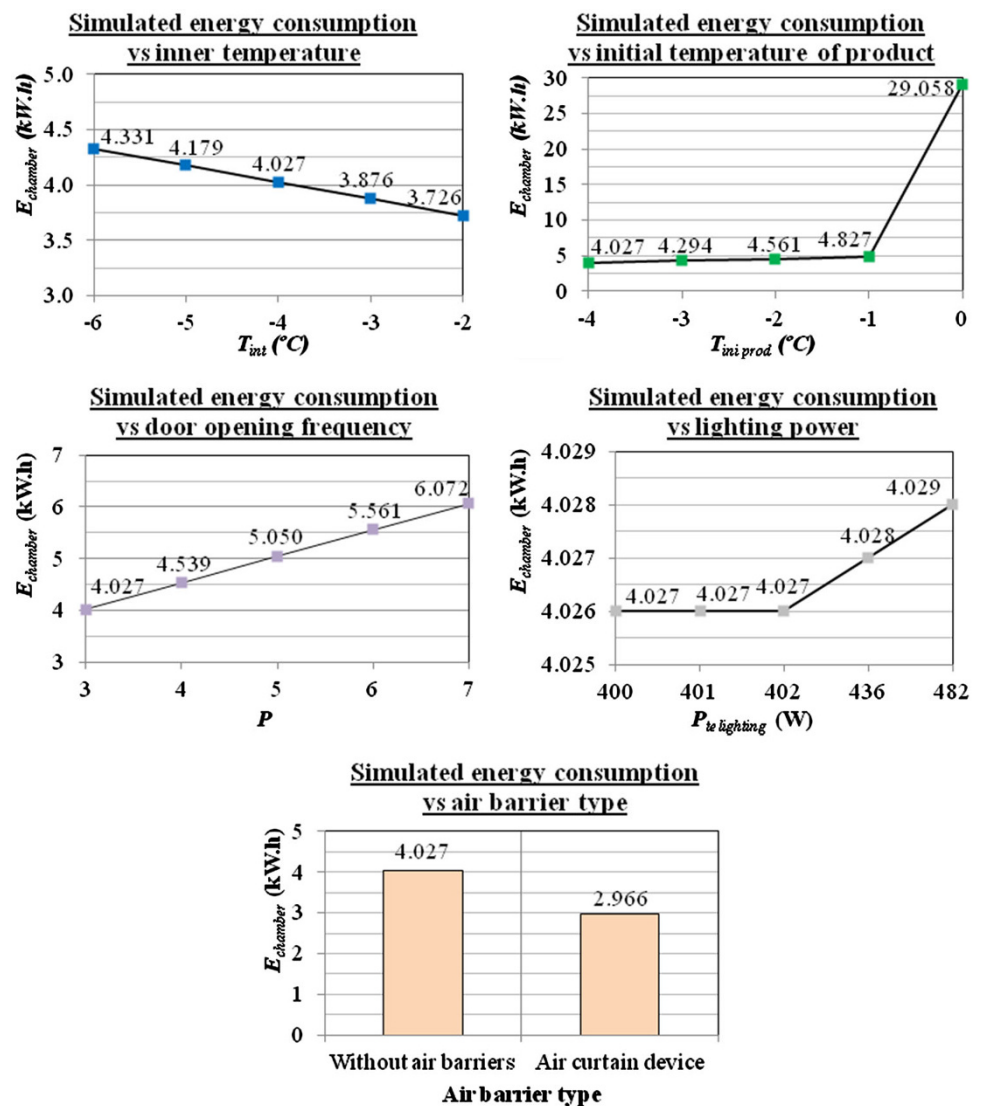 Simulated energy consumption
vs inner temperature
E chamber (kW.h)
5.0
4.5
4.0
3.5
3.0
4.331
4.179
4.027
3.876
3.726
-6 -5 -4 -3 -2
T int (°C)
Simulated energy consumption
vs initial temperature of product
E chamber (kW.h)
30
25
20
15
10
5
0
29.058
4.027 4.294 4.561 4.827
-4 -3 -2 -1 0
T ini prod (°C)
Simulated energy consumption
vs door opening frequency
E chamber (kW.h)
7
6
5
4
3
4.027
4.539
5.050
5.561
6.072
3 4 5 6 7
P
Simulated energy consumption
vs lighting power
E chamber (kW.h)
4.029
4.028
4.027
4.026
4.025
4.027 4.027 4.027
4.028
4.029
400 401 402 436 482
P te lighting (W)
Simulated energy consumption
vs air barrier type
E chamber (kW.h)
5
4
3
2
1
0
4.027
2.966
Without air barriers Air curtain device
Air barrier type